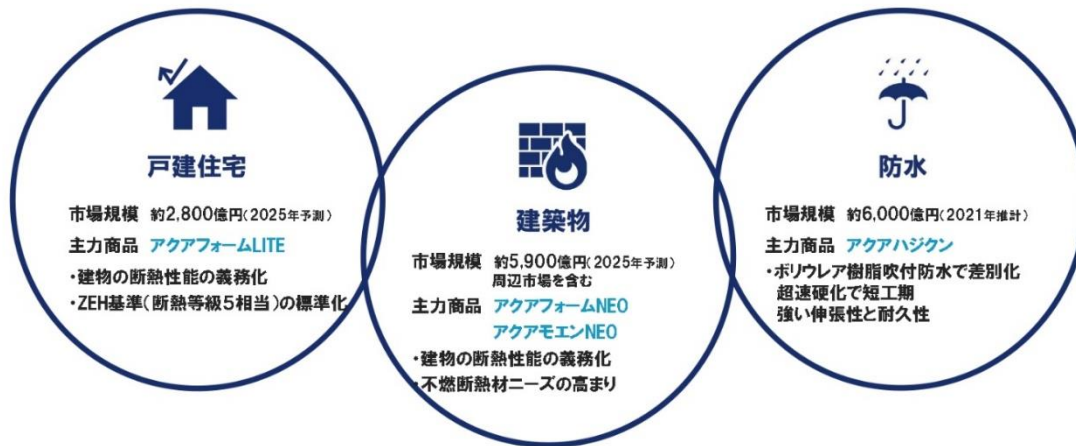 戸建住宅
市場規模 約2,800億円(2025年予測)
主力商品 アクアフォームLITE
・建物の断熱性能の義務化
・ZEH基準(断熱等級5相当)の標準化
建築物
市場規模 約5,900億円(2025年予測)
周辺市場を含む
主力商品 アクアフォームNEO
アクアモエンNEO
・建物の断熱性能の義務化
・不燃断熱材ニーズの高まり
防水
市場規模 約6,000億円(2021年推計)
主力商品 アクアハジクン
・ポリウレア樹脂吹付防水で差別化
超速硬化で短工期
強い伸張性と耐久性